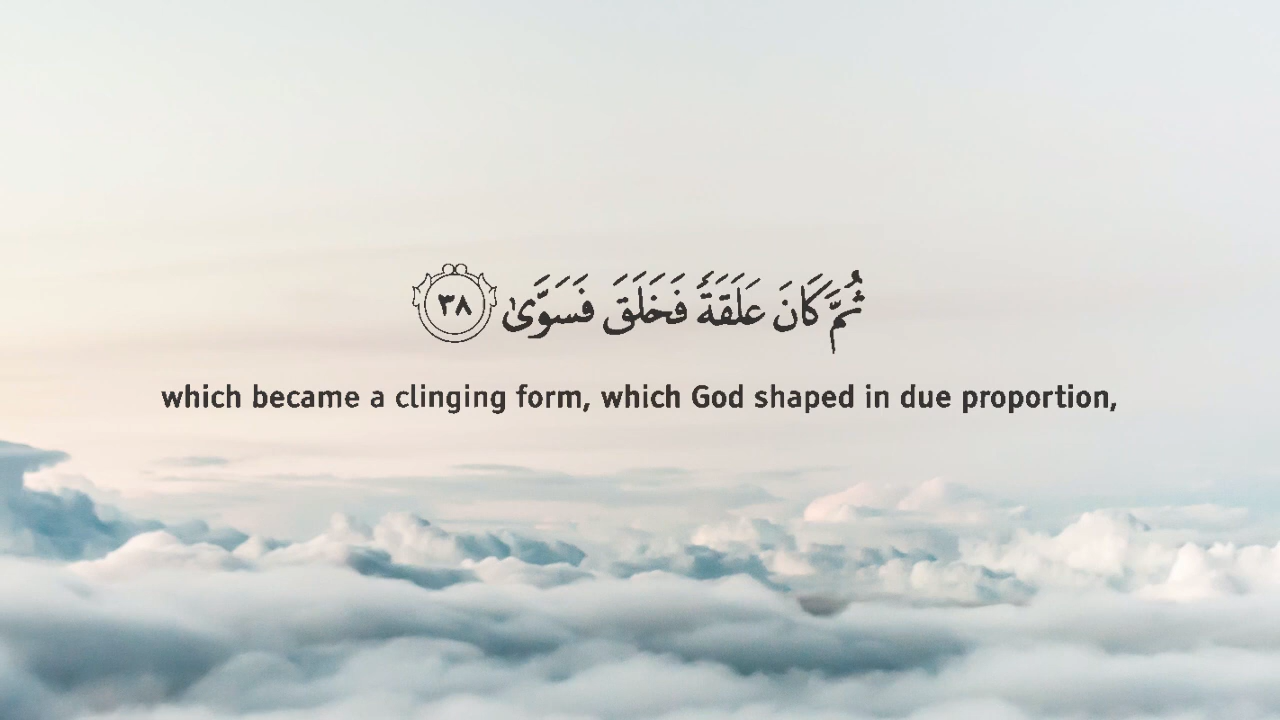 ثُمَّ كَانَ عَلَقَةً فَخَلَقَ فَسَوَّىٰ ٣٨
which became a clinging form, which God shaped in due proportion,